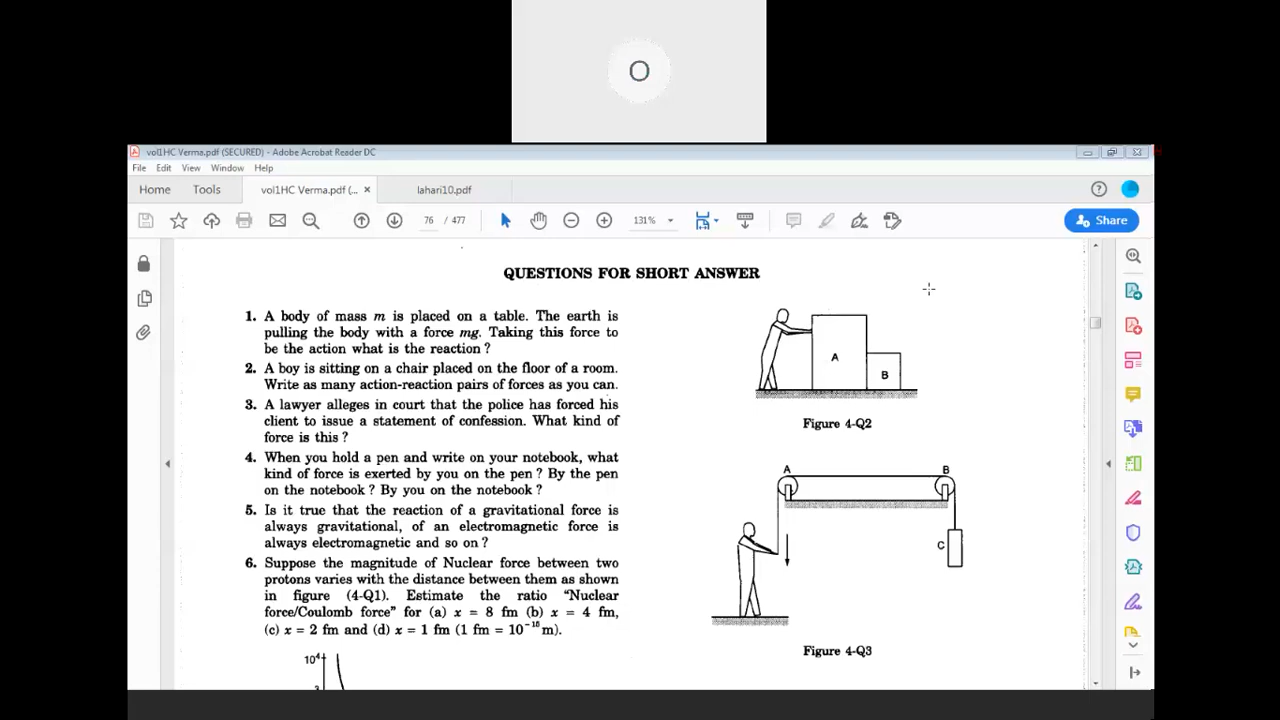 O
vol1HC Verma.pdf (SECURED) - Adobe Acrobat Reader DC
File Edit View Window Help
Home Tools vol1HC Verma.pdf (... × lahari10.pdf
76 / 477 131% Share
QUESTIONS FOR SHORT ANSWER
1. A body of mass m is placed on a table. The earth is
pulling the body with a force mg. Taking this force to
be the action what is the reaction ?
2. A boy is sitting on a chair placed on the floor of a room.
Write as many action-reaction pairs of forces as you can.
3. A lawyer alleges in court that the police has forced his
client to issue a statement of confession. What kind of
force is this ?
4. When you hold a pen and write on your notebook, what
kind of force is exerted by you on the pen ? By the pen
on the notebook ? By you on the notebook ?
5. Is it true that the reaction of a gravitational force is
always gravitational, of an electromagnetic force is
always electromagnetic and so on ?
6. Suppose the magnitude of Nuclear force between two
protons varies with the distance between them as shown
in figure (4-Q1). Estimate the ratio "Nuclear
force/Coulomb force" for (a) x = 8 fm (b) x = 4 fm,
(c) x = 2 fm and (d) x = 1 fm (1 fm = 10⁻¹⁵ m).
10⁴
3
A
B
Figure 4-Q2
A B
C
Figure 4-Q3